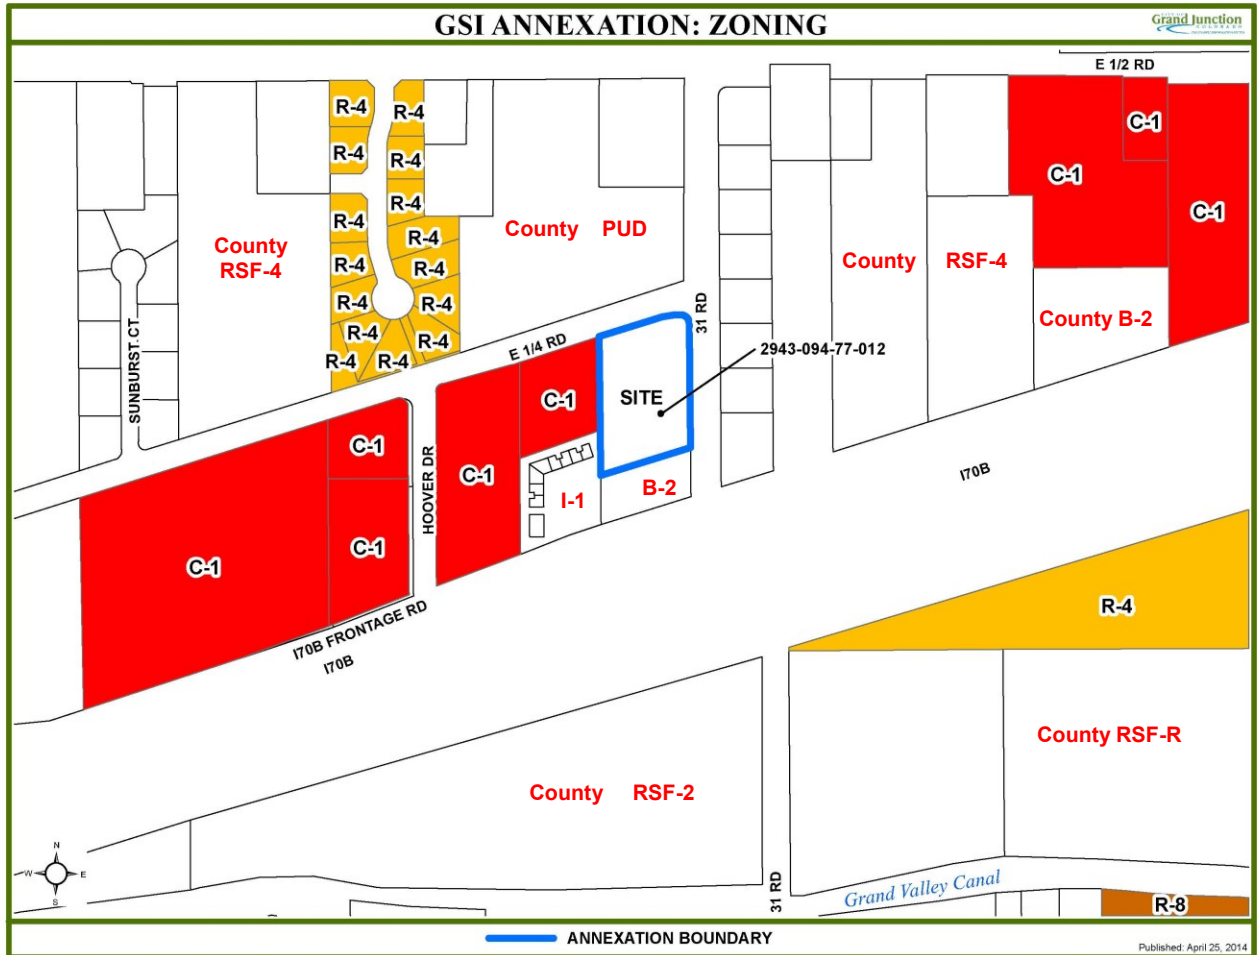 GSI ANNEXATION: ZONING
Grand Junction
COLORADO
E 1/2 RD
R-4
R-4
C-1
R-4
R-4
C-1
R-4
R-4
C-1
County PUD
R-4
County
RSF-4
County RSF-4
R-4
R-4
R-4
R-4
R-4
31 RD
County B-2
SUNBURST CT
R-4
R-4
E 1/4 RD
2943-094-77-012
R-4
R-4
SITE
C-1
C-1
C-1
I70B
HOOVER DR
B-2
I-1
C-1
C-1
R-4
I70B FRONTAGE RD
I70B
County RSF-R
County RSF-2
N
W E
S
31 RD
Grand Valley Canal
R-8
ANNEXATION BOUNDARY
Published: April 25, 2014